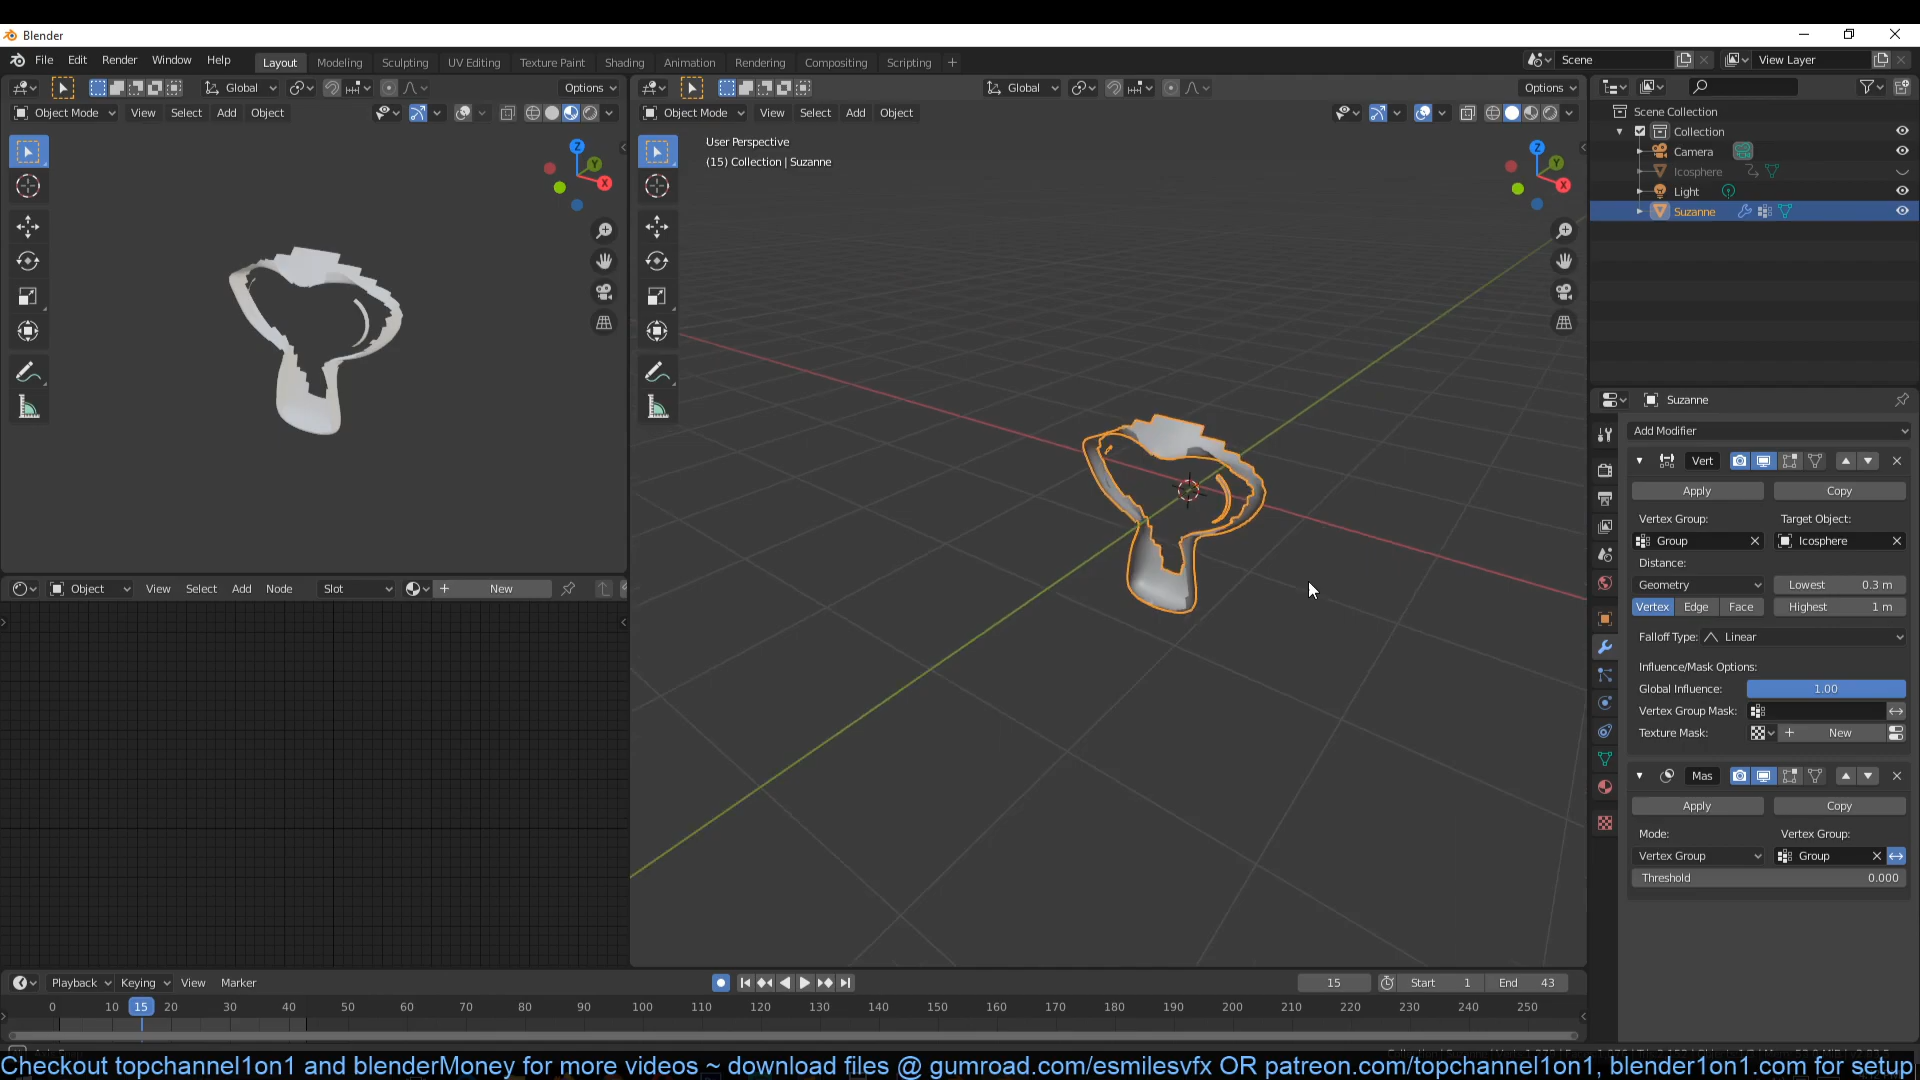 Blender
File Edit Render Window Help Layout Modeling Sculpting UV Editing Texture Paint Shading Animation Rendering Compositing Scripting + Scene View Layer
Global Options Global Options
Object Mode View Select Add Object Object Mode View Select Add Object
User Perspective
(15) Collection | Suzanne
Z Y X
Z Y X
Scene Collection
Collection
Camera
Icosphere
Light
Suzanne
Suzanne
Add Modifier
Vert
Apply Copy
Vertex Group: Target Object:
Group Icosphere
Distance:
Geometry Lowest 0.3 m
Vertex Edge Face Highest 1 m
Falloff Type: Linear
Influence/Mask Options:
Global Influence: 1.00
Vertex Group Mask:
Texture Mask: New
Mas
Apply Copy
Mode: Vertex Group:
Vertex Group Group
Threshold 0.000
Object View Select Add Node Slot New
Playback Keying View Marker 15 Start 1 End 43
0 10 15 20 30 40 50 60 70 80 90 100 110 120 130 140 150 160 170 180 190 200 210 220 230 240 250
Checkout topchannel1on1 and blenderMoney for more videos ~ download files @ gumroad.com/esmilesvfx OR patreon.com/topchannel1on1, blender1on1.com for setup